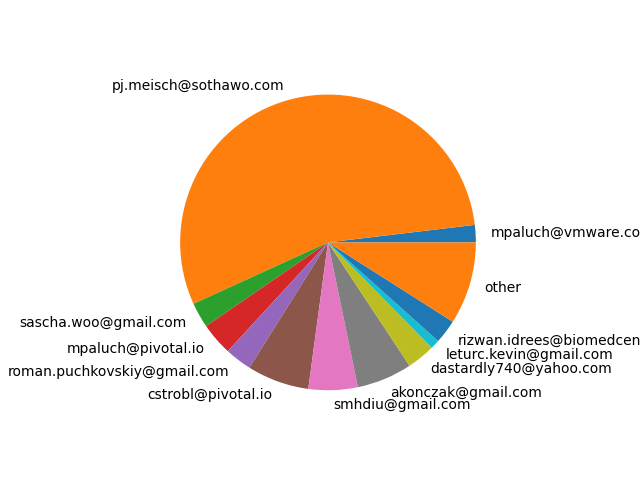 pj.meisch@sothawo.com
mpaluch@vmware.co
other
sascha.woo@gmail.com
rizwan.idrees@biomedcen
mpaluch@pivotal.io
leturc.kevin@gmail.com
roman.puchkovskiy@gmail.com
dastardly740@yahoo.com
cstrobl@pivotal.io
akonczak@gmail.com
smhdiu@gmail.com